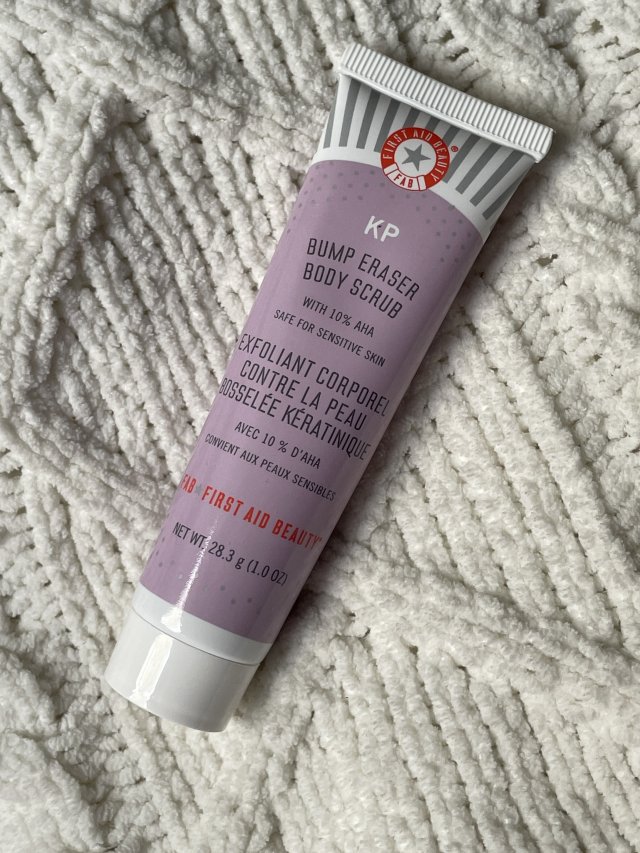 FIRST AID BEAUTY®
FAB
KP
BUMP ERASER
BODY SCRUB
WITH 10% AHA
SAFE FOR SENSITIVE SKIN
EXFOLIANT CORPOREL
CONTRE LA PEAU
BOSSELÉE KÉRATINIQUE
AVEC 10 % D'AHA
CONVIENT AUX PEAUX SENSIBLES
FAB FIRST AID BEAUTY
NET WT. 28.3 g (1.0 OZ)